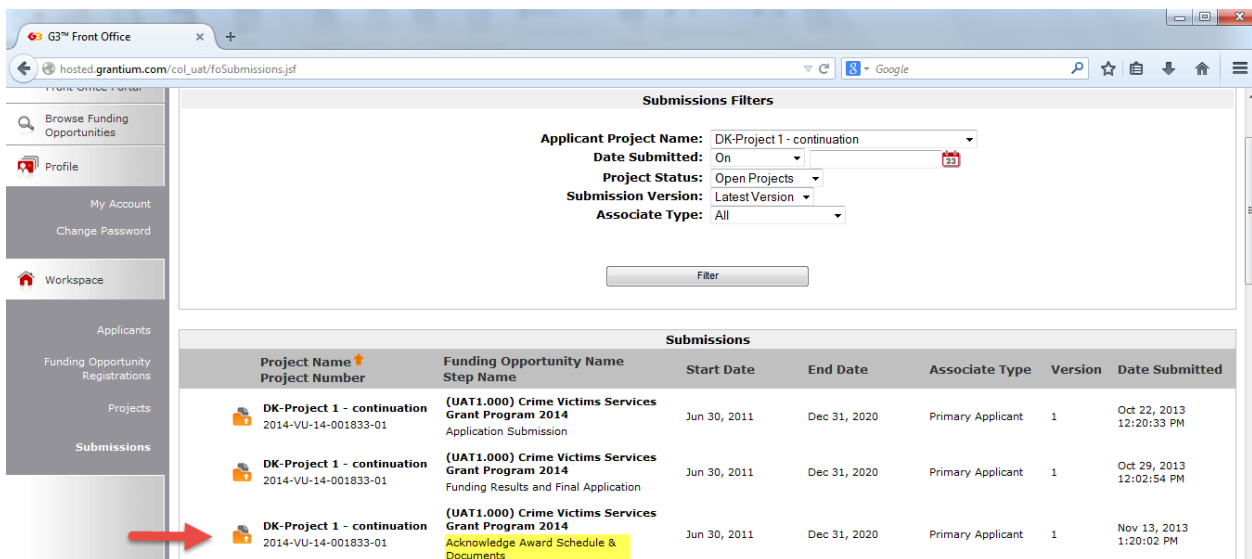 G3™ Front Office
hosted.grantium.com/col_uat/foSubmissions.jsf
Google
Front Office Portal
Browse Funding
Opportunities
Profile
My Account
Change Password
Workspace
Applicants
Funding Opportunity
Registrations
Projects
Submissions
Submissions Filters
Applicant Project Name: DK-Project 1 - continuation
Date Submitted: On
23
Project Status: Open Projects
Submission Version: Latest Version
Associate Type: All
Filter
Submissions
Project Name Funding Opportunity Name Start Date End Date Associate Type Version Date Submitted
Project Number Step Name
DK-Project 1 - continuation (UAT1.000) Crime Victims Services Jun 30, 2011 Dec 31, 2020 Primary Applicant 1 Oct 22, 2013
2014-VU-14-001833-01 Grant Program 2014 12:20:33 PM
Application Submission
DK-Project 1 - continuation (UAT1.000) Crime Victims Services Jun 30, 2011 Dec 31, 2020 Primary Applicant 1 Oct 29, 2013
2014-VU-14-001833-01 Grant Program 2014 12:02:54 PM
Funding Results and Final Application
DK-Project 1 - continuation (UAT1.000) Crime Victims Services Jun 30, 2011 Dec 31, 2020 Primary Applicant 1 Nov 13, 2013
2014-VU-14-001833-01 Grant Program 2014 1:20:02 PM
Acknowledge Award Schedule &
Documents